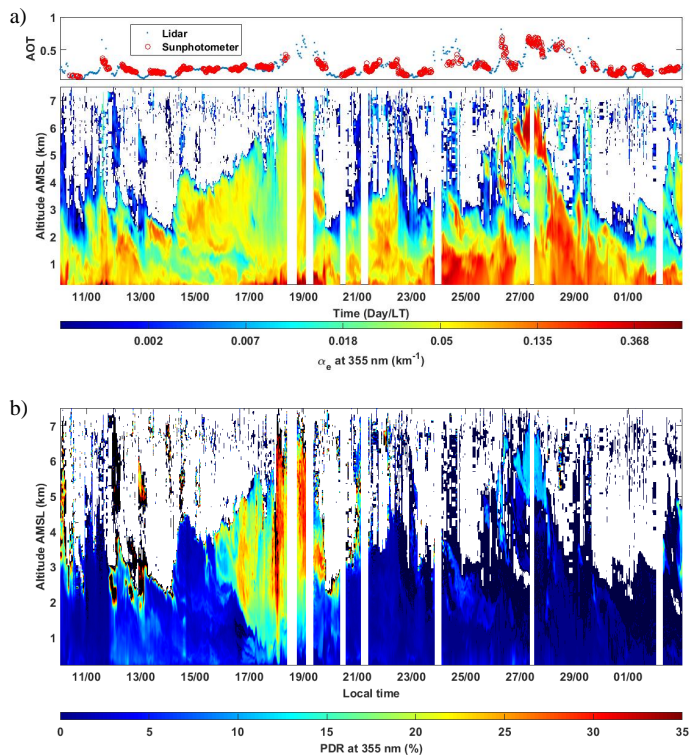 a)
1
0.5
AOT
Lidar
Sunphotometer
7
6
5
4
3
2
1
Altitude AMSL (km)
11/00 13/00 15/00 17/00 19/00 21/00 23/00 25/00 27/00 29/00 01/00
Time (Day/LT)
0.002 0.007 0.018 0.05 0.135 0.368
αe at 355 nm (km-1)
b)
7
6
5
4
3
2
1
Altitude AMSL (km)
11/00 13/00 15/00 17/00 19/00 21/00 23/00 25/00 27/00 29/00 01/00
Local time
0 5 10 15 20 25 30 35
PDR at 355 nm (%)